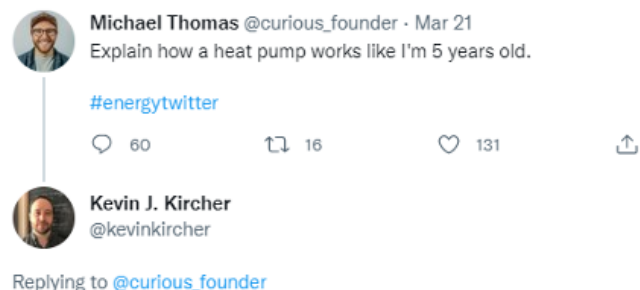 Michael Thomas @curious_founder · Mar 21
Explain how a heat pump works like I'm 5 years old.
#energytwitter
60 16 131
Kevin J. Kircher
@kevinkircher
Replying to @curious_founder